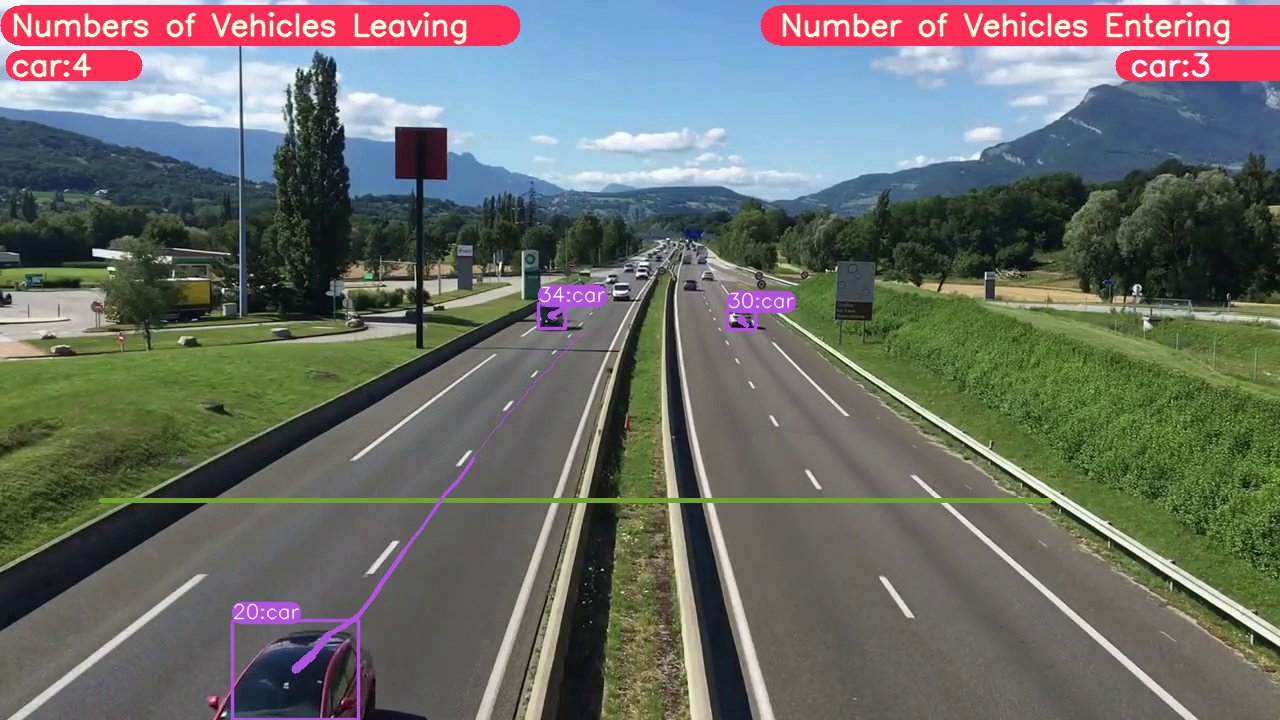 Numbers of Vehicles Leaving
Number of Vehicles Entering
car:4
car:3
34:car
30:car
20:car